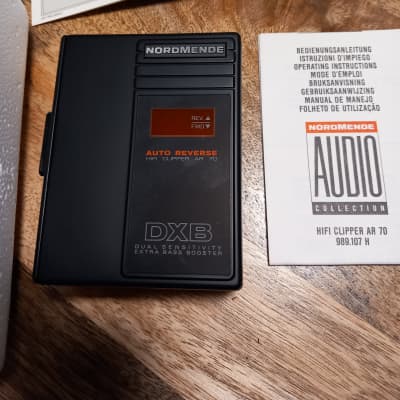 NORDMENDE
REV. ▲
FWD ▼
AUTO REVERSE
HIFI CLIPPER AR 70
DXB
DUAL SENSITIVITY
EXTRA BASS BOOSTER
BEDIENUNGSANLEITUNG
ISTRUZIONI D'IMPIEGO
OPERATING INSTRUCTIONS
MODE D'EMPLOI
BRUKSANVISNING
GEBRUIKSAANWIJZING
MANUAL DE MANEJO
FOLHETO DE UTILIZAÇÃO
NORDMENDE
AUDIO
COLLECTION
HIFI CLIPPER AR 70
989.107 H